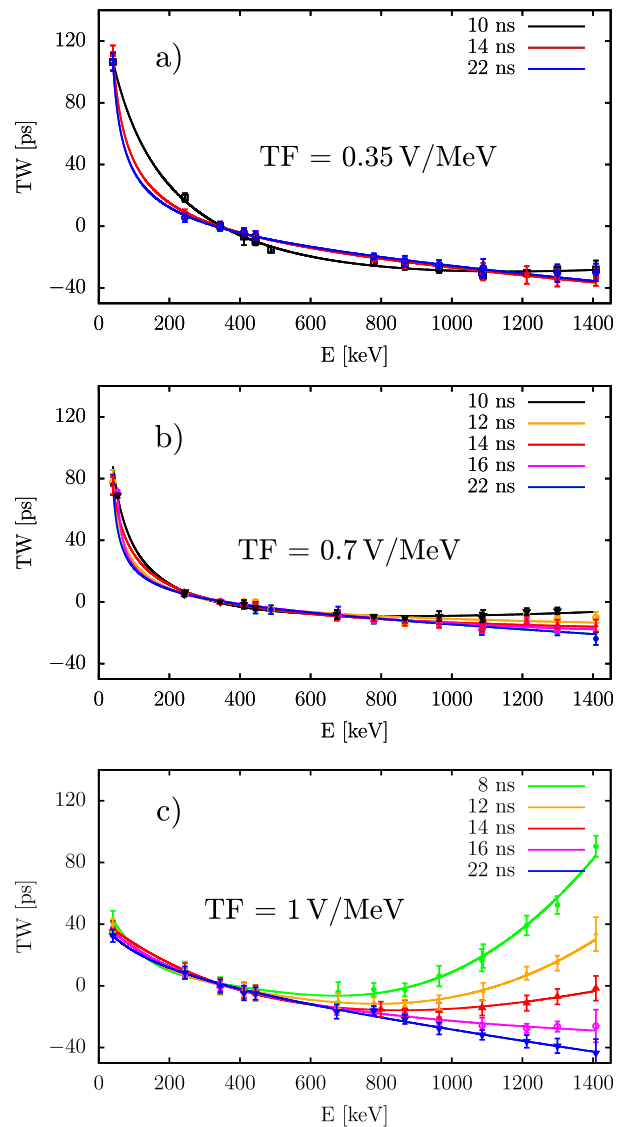 120
80
40
0
−40
TW [ps]
a)
10 ns
14 ns
22 ns
TF = 0.35 V/MeV
0 200 400 600 800 1000 1200 1400
E [keV]
120
80
40
0
−40
TW [ps]
b)
10 ns
12 ns
14 ns
16 ns
22 ns
TF = 0.7 V/MeV
0 200 400 600 800 1000 1200 1400
E [keV]
120
80
40
0
−40
TW [ps]
c)
8 ns
12 ns
14 ns
16 ns
22 ns
TF = 1 V/MeV
0 200 400 600 800 1000 1200 1400
E [keV]